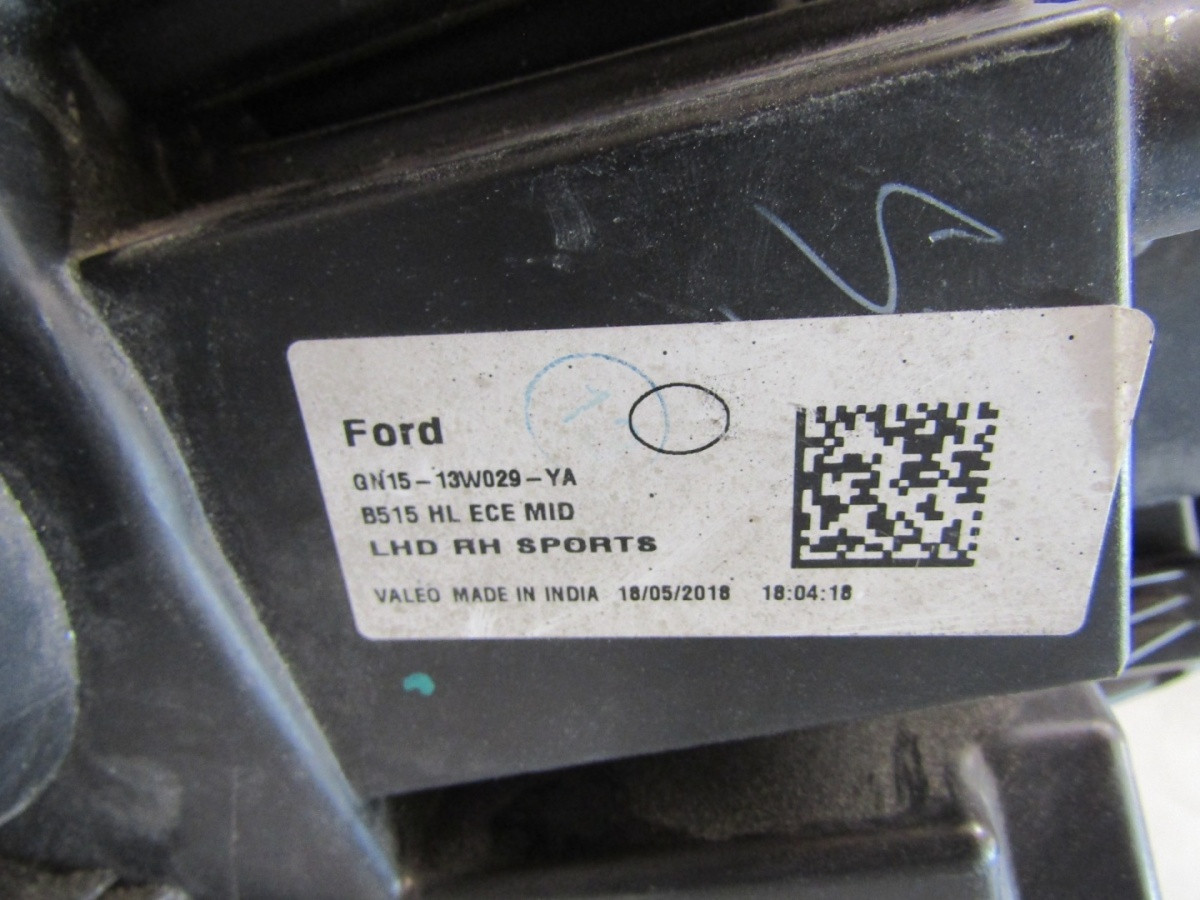 Ford
GN15-13W029-YA
B515 HL ECE MID
LHD RH SPORTS
VALEO MADE IN INDIA 18/05/2018 18:04:18